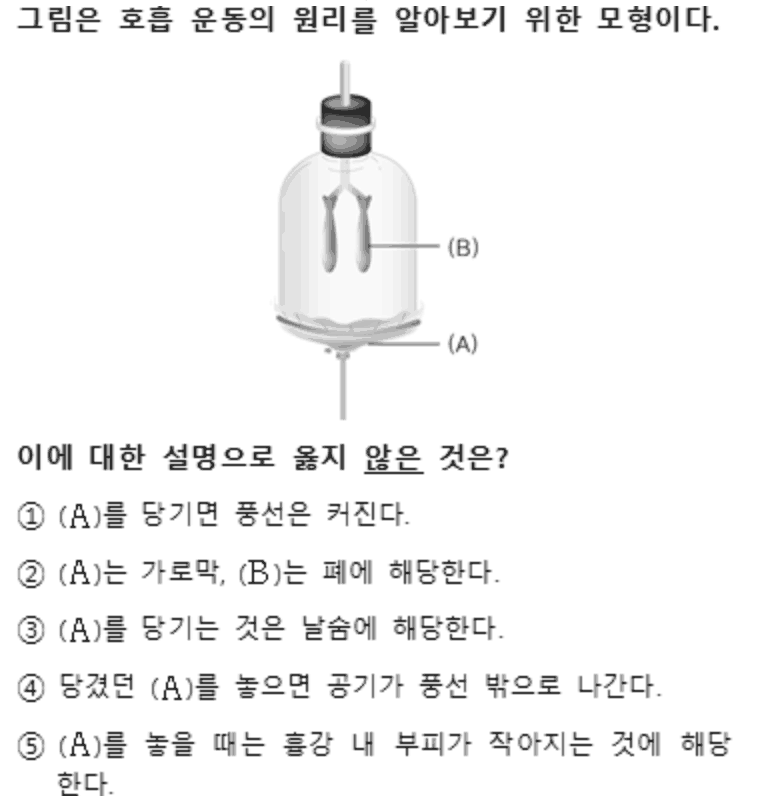 그림은 호흡 운동의 원리를 알아보기 위한 모형이다.
(B)
(A)
이에 대한 설명으로 옳지 않은 것은?
① (A)를 당기면 풍선은 커진다.
② (A)는 가로막, (B)는 폐에 해당한다.
③ (A)를 당기는 것은 날숨에 해당한다.
④ 당겼던 (A)를 놓으면 공기가 풍선 밖으로 나간다.
⑤ (A)를 놓을 때는 흉강 내 부피가 작아지는 것에 해당
한다.